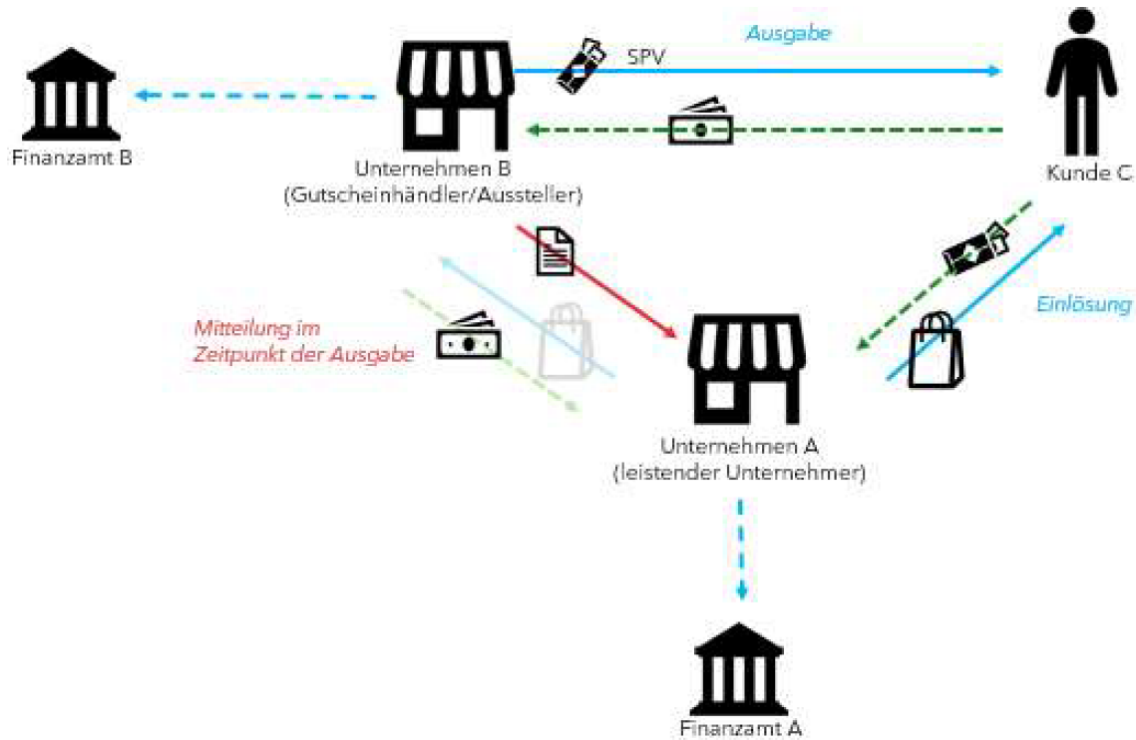 Ausgabe
SPV
Finanzamt B
Unternehmen B
(Gutscheinhändler/Aussteller)
Kunde C
Mitteilung im
Zeitpunkt der Ausgabe
Einlösung
Unternehmen A
(leistender Unternehmer)
Finanzamt A